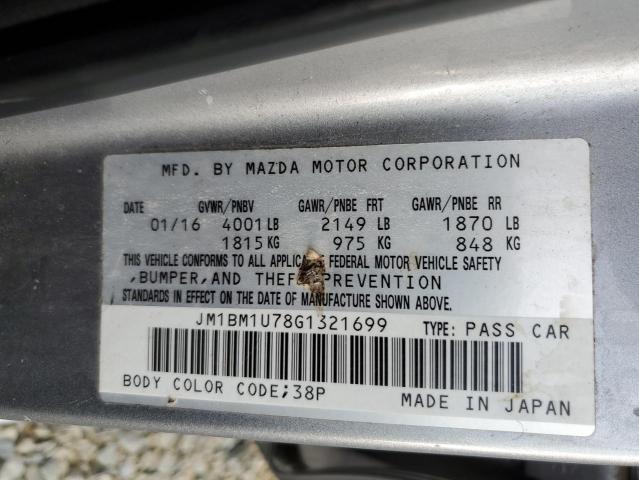 MFD. BY MAZDA MOTOR CORPORATION
DATE GVWR/PNBV GAWR/PNBE FRT GAWR/PNBE RR
01/16 4001 LB 2149 LB 1870 LB
1815 KG 975 KG 848 KG
THIS VEHICLE CONFORMS TO ALL FEDERAL MOTOR VEHICLE SAFETY
,BUMPER,AND THEFT PREVENTION
STANDARDS IN EFFECT ON THE DATE OF MANUFACTURE SHOWN ABOVE.
JM1BM1U78G1321699 TYPE: PASS CAR
BODY COLOR CODE;38P MADE IN JAPAN